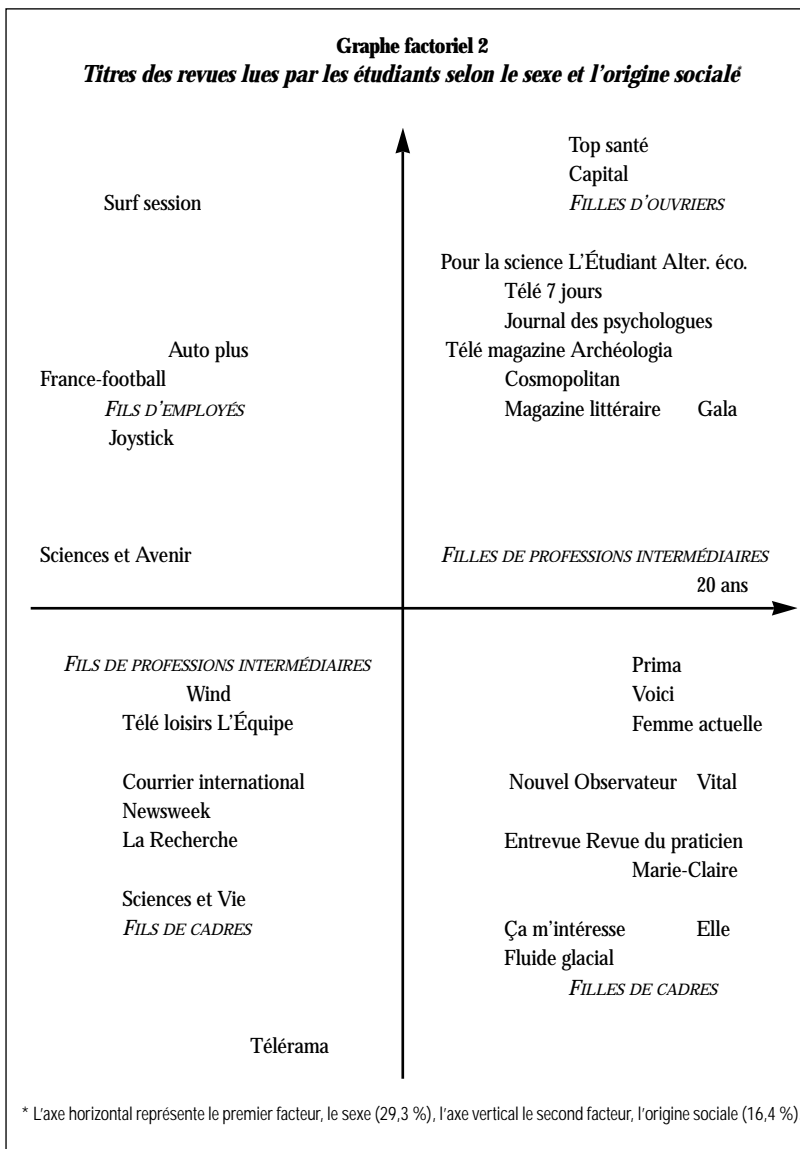 Graphe factoriel 2
Titres des revues lues par les étudiants selon le sexe et l'origine sociale*
Top santé
Capital
Surf session
FILLES D'OUVRIERS
Pour la science L'Étudiant Alter. éco.
Télé 7 jours
Journal des psychologues
Auto plus
Télé magazine Archéologia
France-football
Cosmopolitan
FILS D'EMPLOYÉS
Magazine littéraire
Gala
Joystick
Sciences et Avenir
FILLES DE PROFESSIONS INTERMÉDIAIRES
20 ans
FILS DE PROFESSIONS INTERMÉDIAIRES
Prima
Wind
Voici
Télé loisirs L'Équipe
Femme actuelle
Courrier international
Nouvel Observateur
Vital
Newsweek
La Recherche
Entrevue Revue du praticien
Marie-Claire
Sciences et Vie
FILS DE CADRES
Ça m'intéresse
Elle
Fluide glacial
FILLES DE CADRES
Télérama
* L'axe horizontal représente le premier facteur, le sexe (29,3 %), l'axe vertical le second facteur, l'origine sociale (16,4 %)